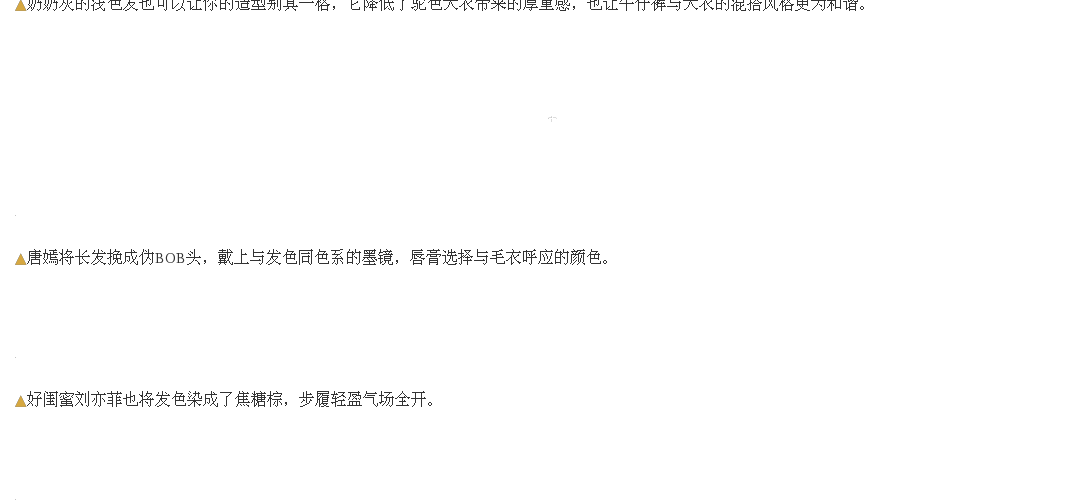 ▲奶奶灰的浅色发也可以让你的造型别具一格，它降低了驼色大衣带来的厚重感，也让牛仔裤与大衣的混搭风格更为和谐。
▲唐嫣将长发挽成伪BOB头，戴上与发色同色系的墨镜，唇膏选择与毛衣呼应的颜色。
▲好闺蜜刘亦菲也将发色染成了焦糖棕，步履轻盈气场全开。